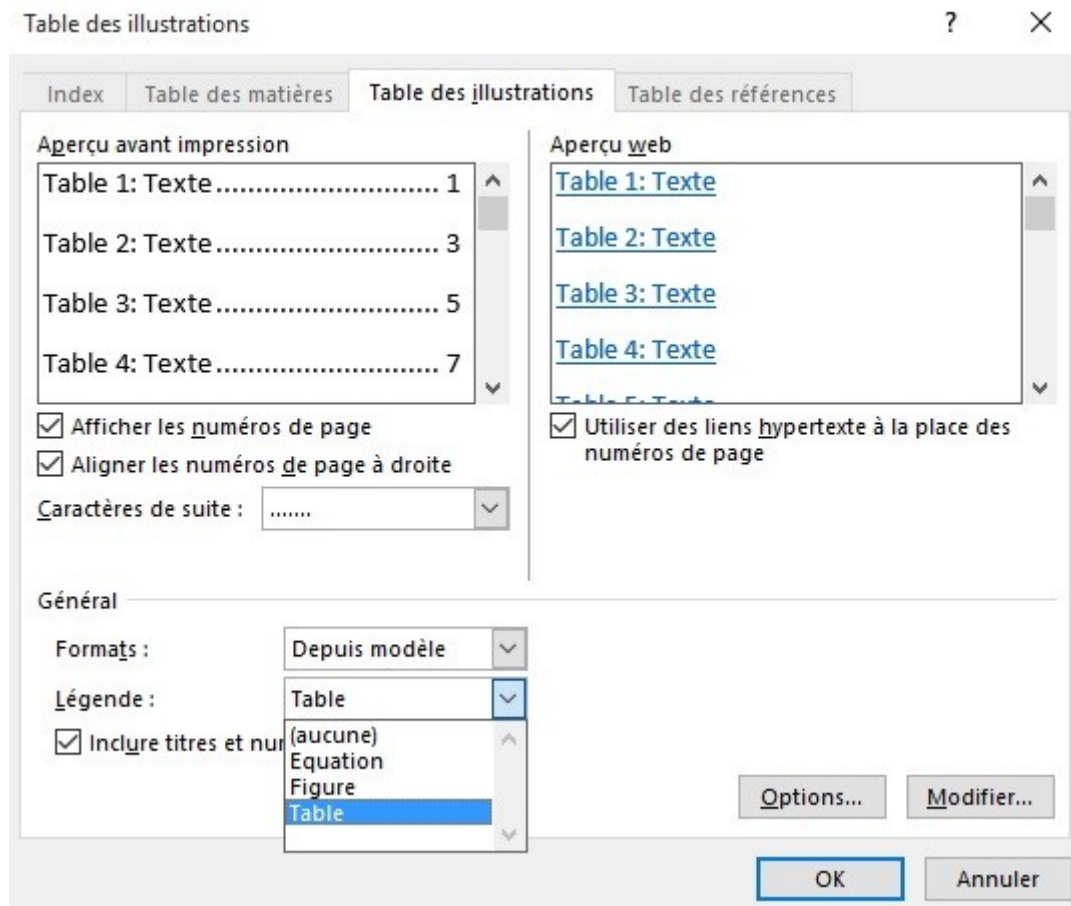 Table des illustrations
?
Index
Table des matières
Table des illustrations
Table des références
Aperçu avant impression
Table 1: Texte........................... 1
Table 2: Texte........................... 3
Table 3: Texte........................... 5
Table 4: Texte........................... 7
Afficher les numéros de page
Aligner les numéros de page à droite
Caractères de suite : .......
Aperçu web
Table 1: Texte
Table 2: Texte
Table 3: Texte
Table 4: Texte
Utiliser des liens hypertexte à la place des
numéros de page
Général
Formats : Depuis modèle
Légende : Table
(aucune)
Equation
Figure
Table
Inclure titres et nu
Options...
Modifier...
OK
Annuler